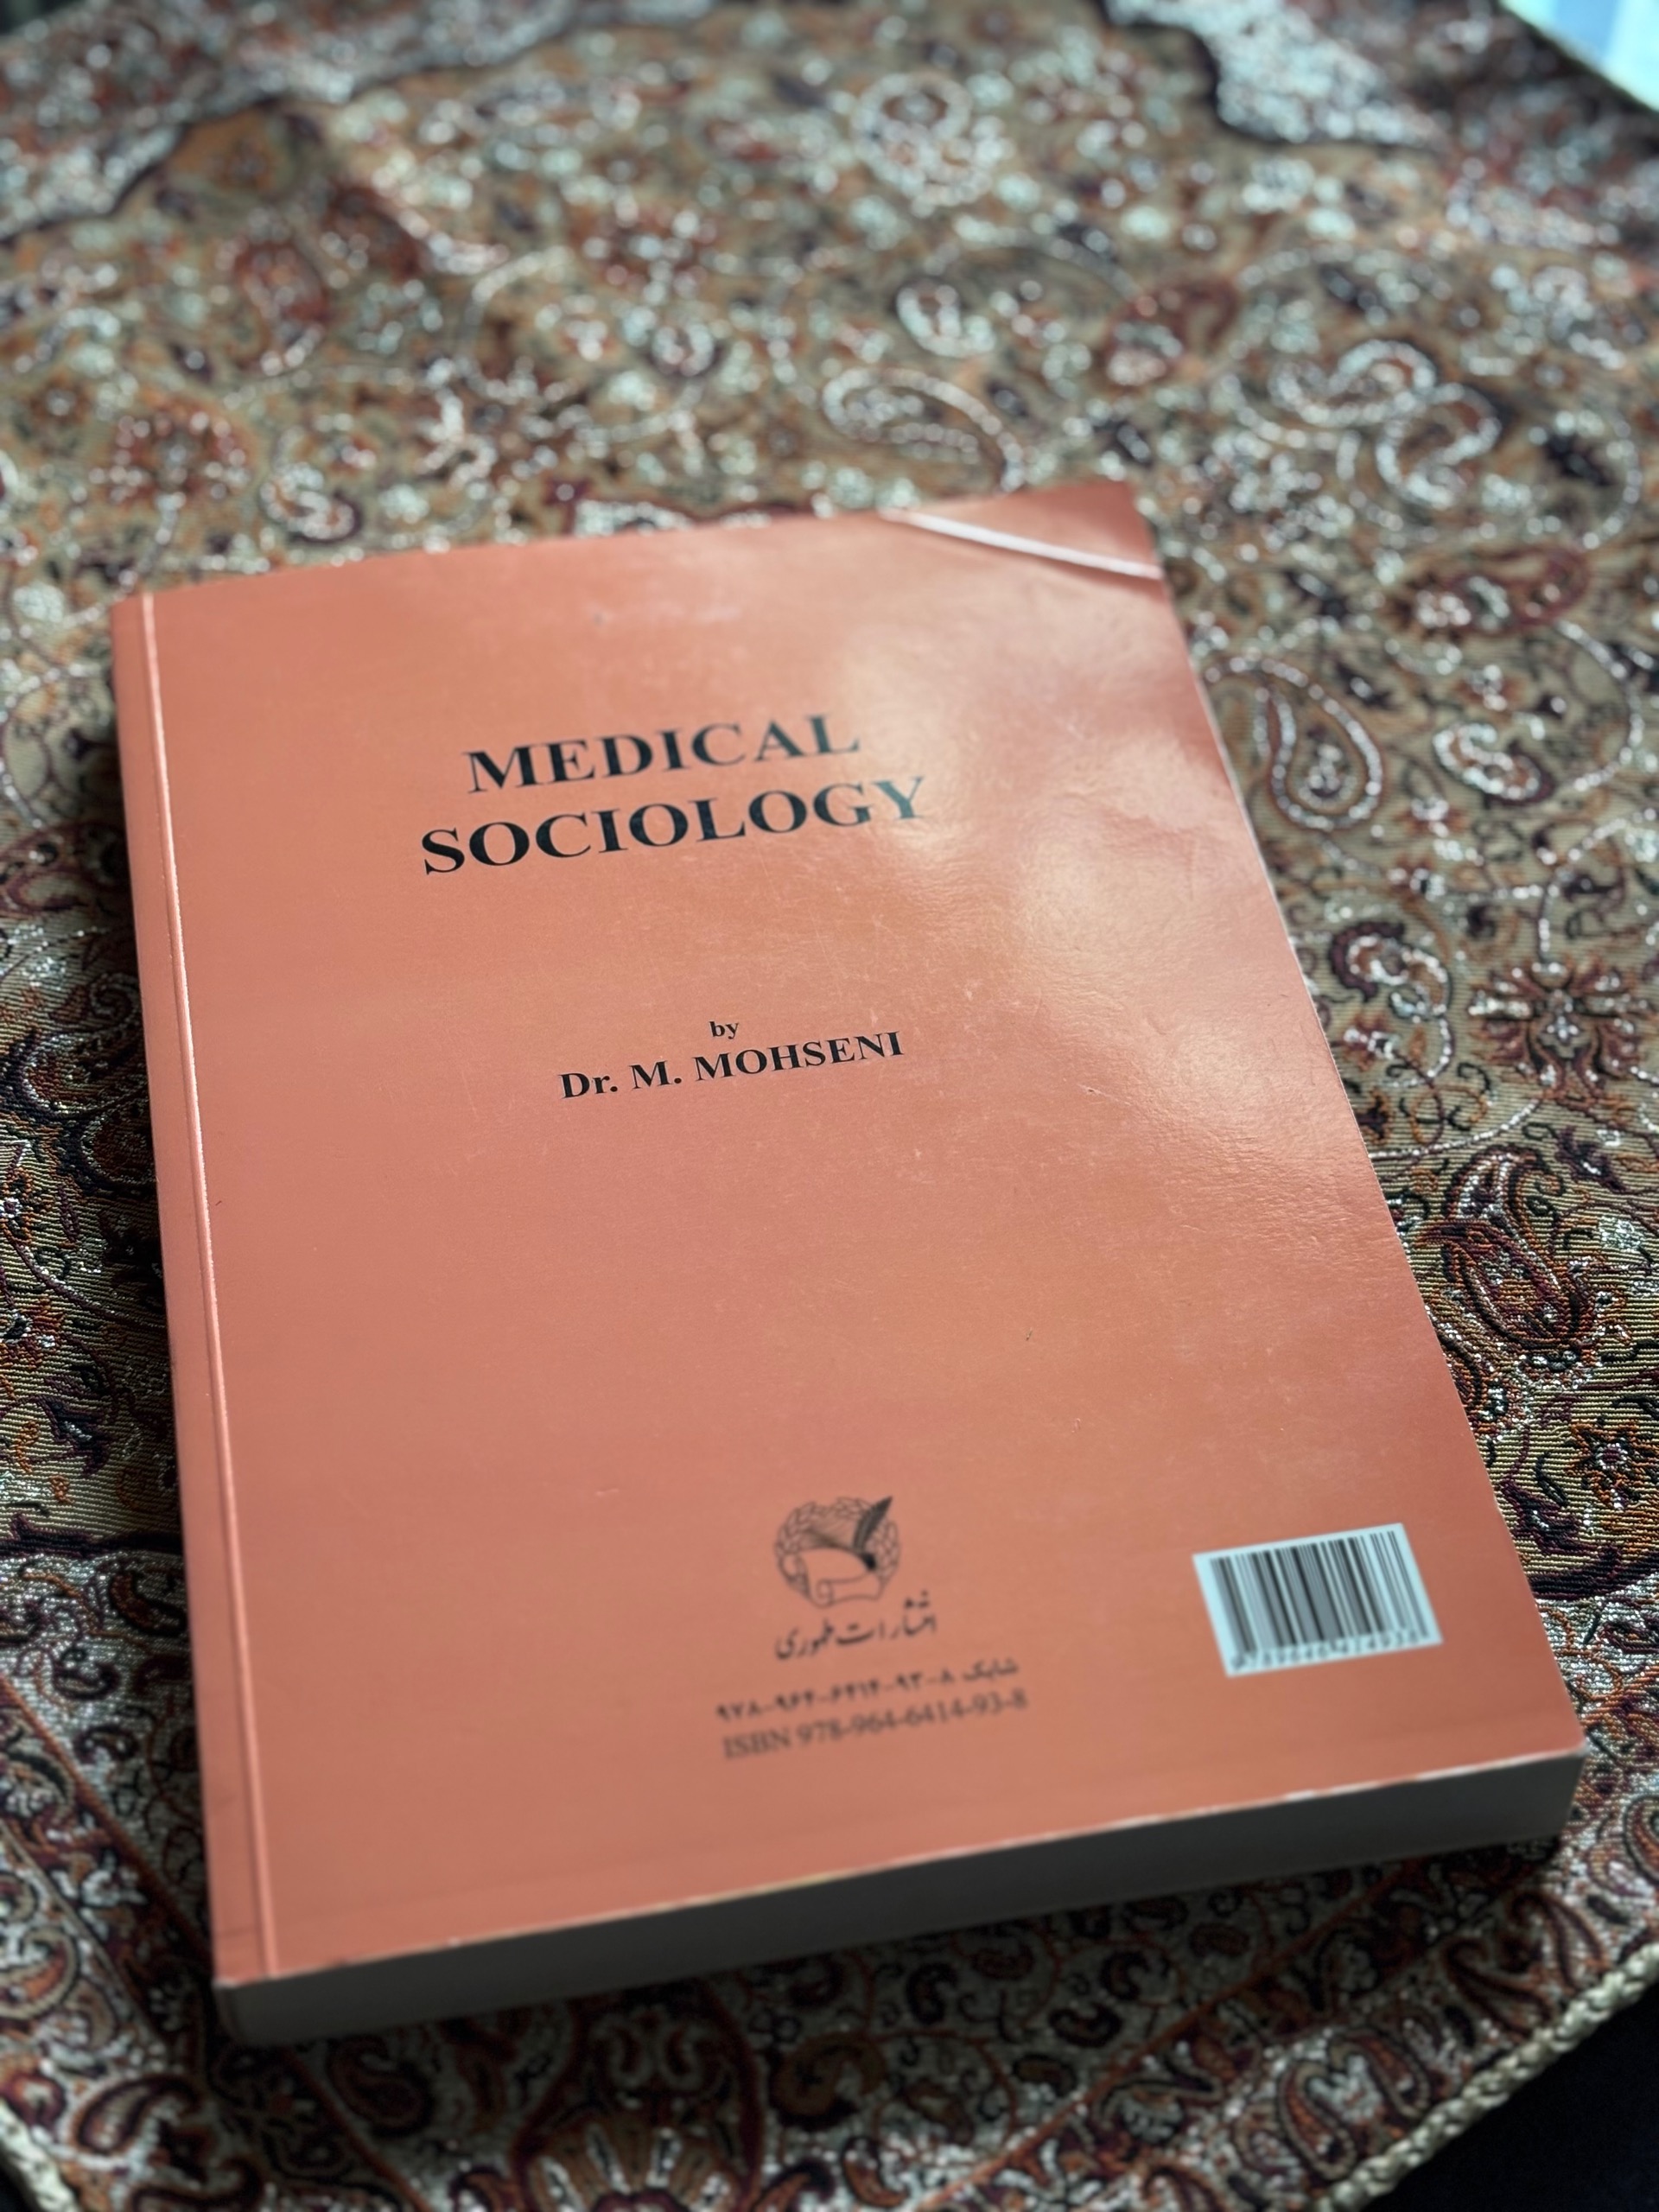 MEDICAL
SOCIOLOGY
by
Dr. M. MOHSENI
انتشارات طهوری
شابک ۹۷۸-۹۶۴-۶۴۱۴-۹۳-۸
ISBN 978-964-6414-93-8
9789646414938